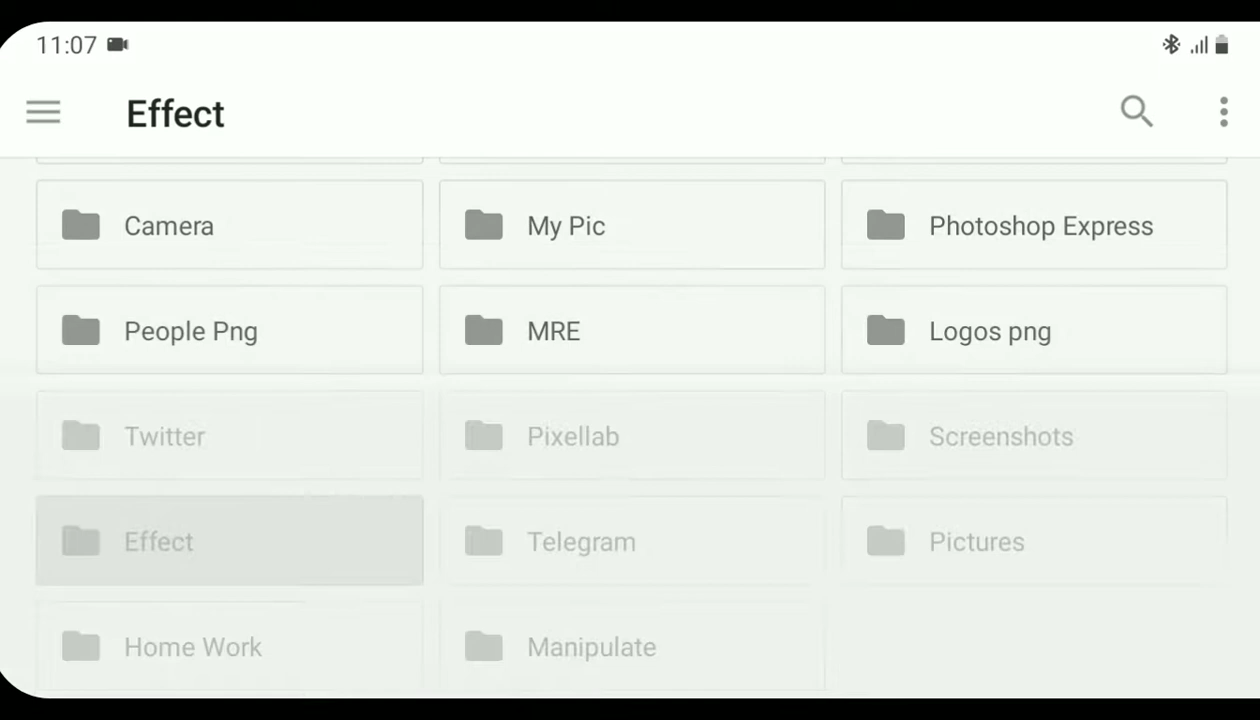 11:07
Effect
Camera
My Pic
Photoshop Express
People Png
MRE
Logos png
Twitter
Pixellab
Screenshots
Effect
Telegram
Pictures
Home Work
Manipulate